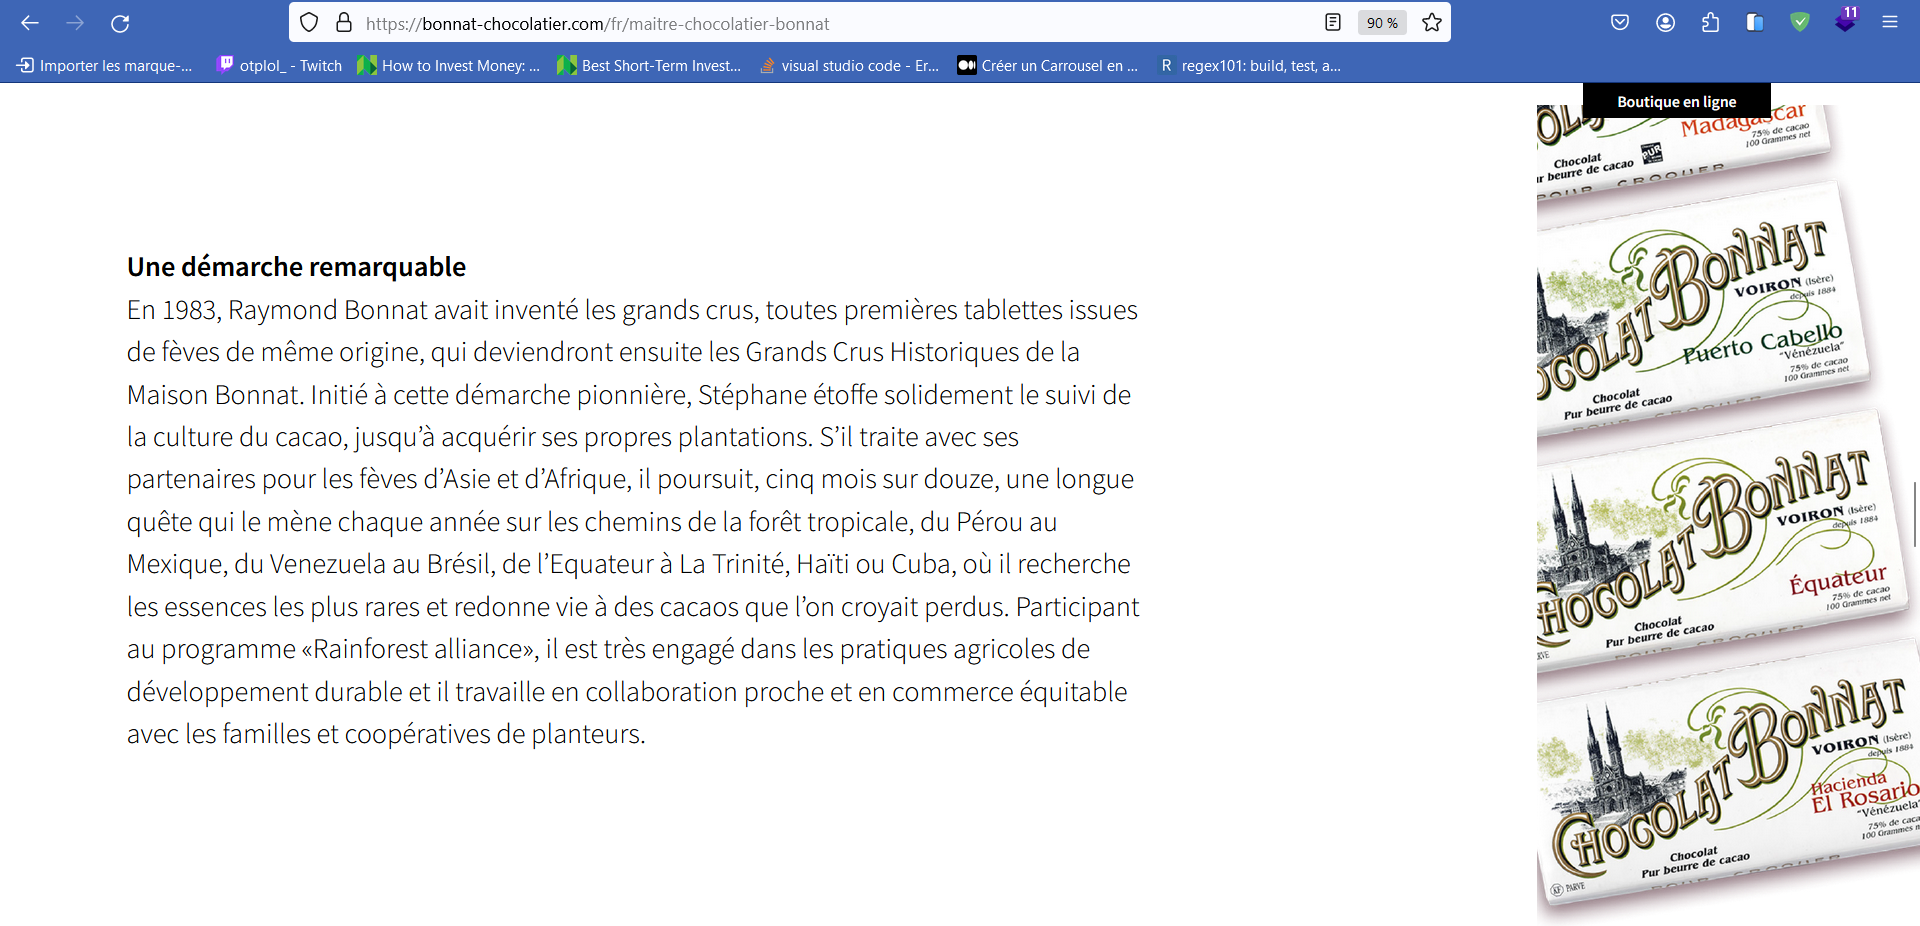 https://bonnat-chocolatier.com/fr/maitre-chocolatier-bonnat
90 %
11
Importer les marque-...
otplol_ - Twitch
How to Invest Money: ...
Best Short-Term Invest...
visual studio code - Er...
Créer un Carrousel en ...
R regex101: build, test, a...
Boutique en ligne
Une démarche remarquable
En 1983, Raymond Bonnat avait inventé les grands crus, toutes premières tablettes issues
de fèves de même origine, qui deviendront ensuite les Grands Crus Historiques de la
Maison Bonnat. Initié à cette démarche pionnière, Stéphane étoffe solidement le suivi de
la culture du cacao, jusqu’à acquérir ses propres plantations. S’il traite avec ses
partenaires pour les fèves d’Asie et d’Afrique, il poursuit, cinq mois sur douze, une longue
quête qui le mène chaque année sur les chemins de la forêt tropicale, du Pérou au
Mexique, du Venezuela au Brésil, de l’Equateur à La Trinité, Haïti ou Cuba, où il recherche
les essences les plus rares et redonne vie à des cacaos que l’on croyait perdus. Participant
au programme «Rainforest alliance», il est très engagé dans les pratiques agricoles de
développement durable et il travaille en collaboration proche et en commerce équitable
avec les familles et coopératives de planteurs.
Madagascar
75% de cacao
100 Grammes net
Chocolat
ur beurre de cacao
PUR
POUR CROQUER
CHOCOLAT BONNAT
VOIRON (Isère)
depuis 1884
Puerto Cabello
"Vénézuela"
75% de cacao
100 Grammes net
Chocolat
Pur beurre de cacao
CHOCOLAT BONNAT
VOIRON (Isère)
depuis 1884
Équateur
75% de cacao
100 Grammes net
Chocolat
Pur beurre de cacao
CHOCOLAT BONNAT
VOIRON (Isère)
depuis 1884
Hacienda
El Rosario
"Vénézuela"
75% de caca
100 Grammes n
Chocolat
Pur beurre de cacao
KF PARVE